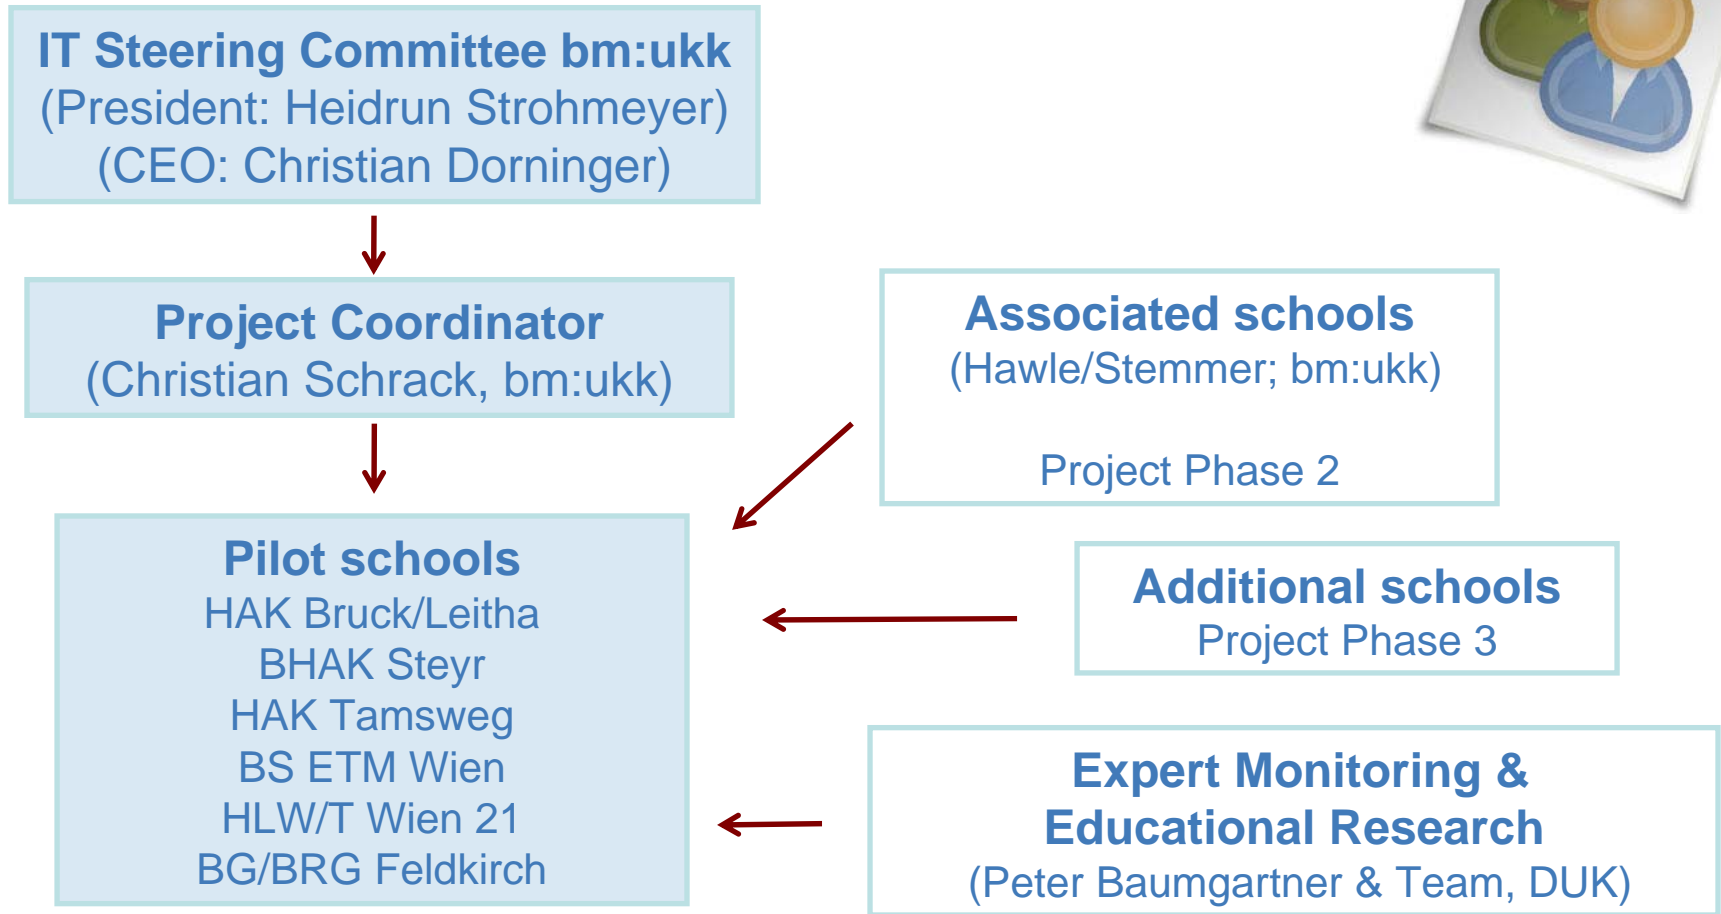 IT Steering Committee bm:ukk
(President: Heidrun Strohmeyer)
(CEO: Christian Dorninger)
Project Coordinator
(Christian Schrack, bm:ukk)
Pilot schools
HAK Bruck/Leitha
BHAK Steyr
HAK Tamsweg
BS ETM Wien
HLW/T Wien 21
BG/BRG Feldkirch
Associated schools
(Hawle/Stemmer; bm:ukk)
Project Phase 2
Additional schools
Project Phase 3
Expert Monitoring &
Educational Research
(Peter Baumgartner & Team, DUK)